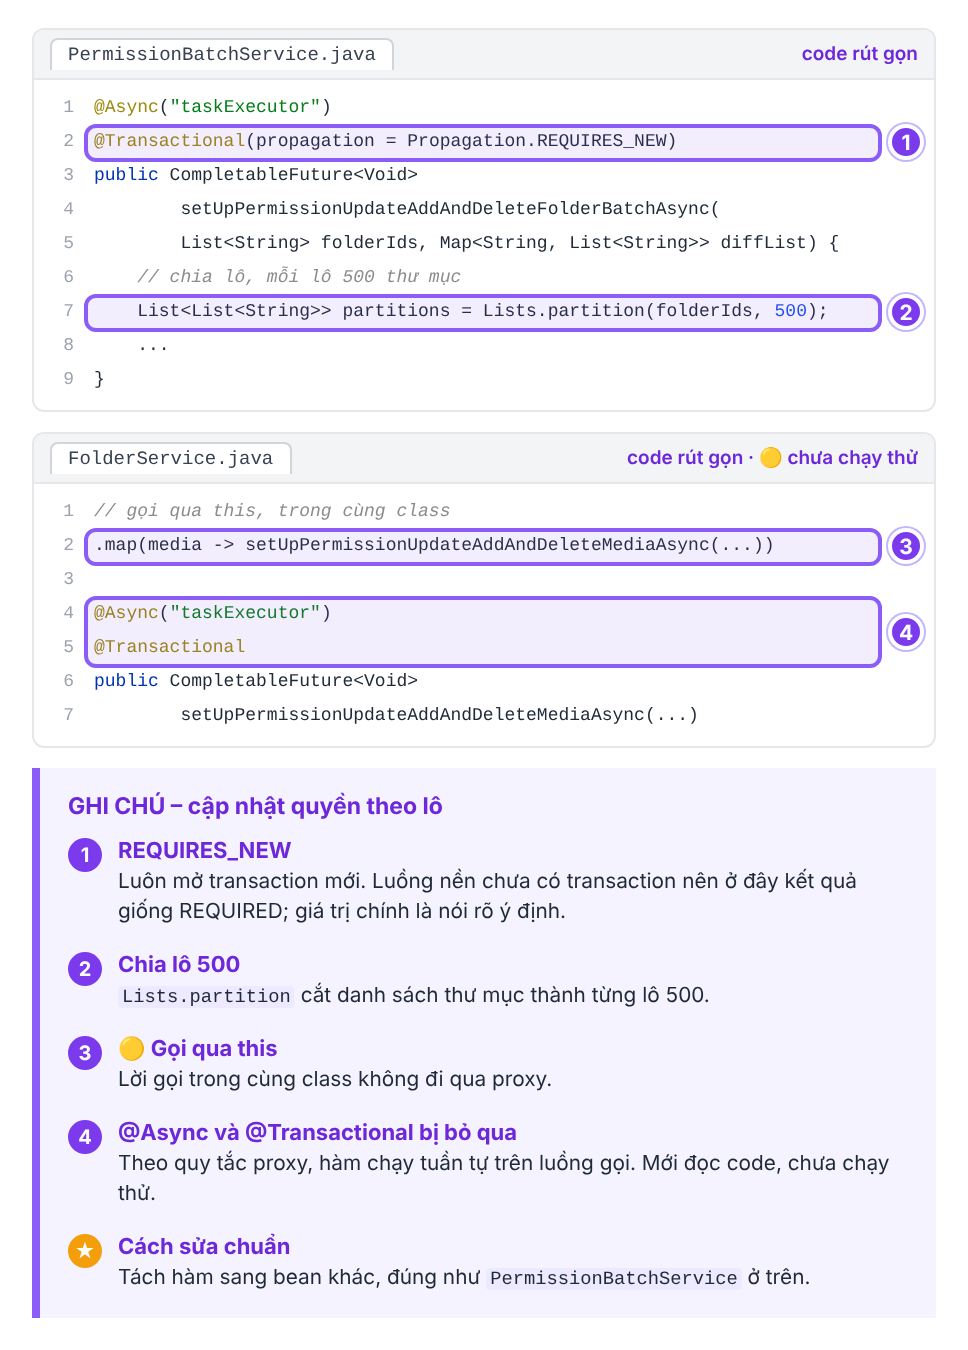 PermissionBatchService.java
code rút gọn
1 @Async("taskExecutor")
2 @Transactional(propagation = Propagation.REQUIRES_NEW)
1
3 public CompletableFuture<Void>
4 setUpPermissionUpdateAddAndDeleteFolderBatchAsync(
5 List<String> folderIds, Map<String, List<String>> diffList) {
6 // chia lô, mỗi lô 500 thư mục
7 List<List<String>> partitions = Lists.partition(folderIds, 500);
2
8 ...
9 }
FolderService.java
code rút gọn · 🟡 chưa chạy thử
1 // gọi qua this, trong cùng class
2 .map(media -> setUpPermissionUpdateAddAndDeleteMediaAsync(...))
3
3
4 @Async("taskExecutor")
5 @Transactional
4
6 public CompletableFuture<Void>
7 setUpPermissionUpdateAddAndDeleteMediaAsync(...)
GHI CHÚ – cập nhật quyền theo lô
1 REQUIRES_NEW
Luôn mở transaction mới. Luồng nền chưa có transaction nên ở đây kết quả
giống REQUIRED; giá trị chính là nói rõ ý định.
2 Chia lô 500
Lists.partition cắt danh sách thư mục thành từng lô 500.
3 🟡 Gọi qua this
Lời gọi trong cùng class không đi qua proxy.
4 @Async và @Transactional bị bỏ qua
Theo quy tắc proxy, hàm chạy tuần tự trên luồng gọi. Mới đọc code, chưa chạy
thử.
★ Cách sửa chuẩn
Tách hàm sang bean khác, đúng như PermissionBatchService ở trên.